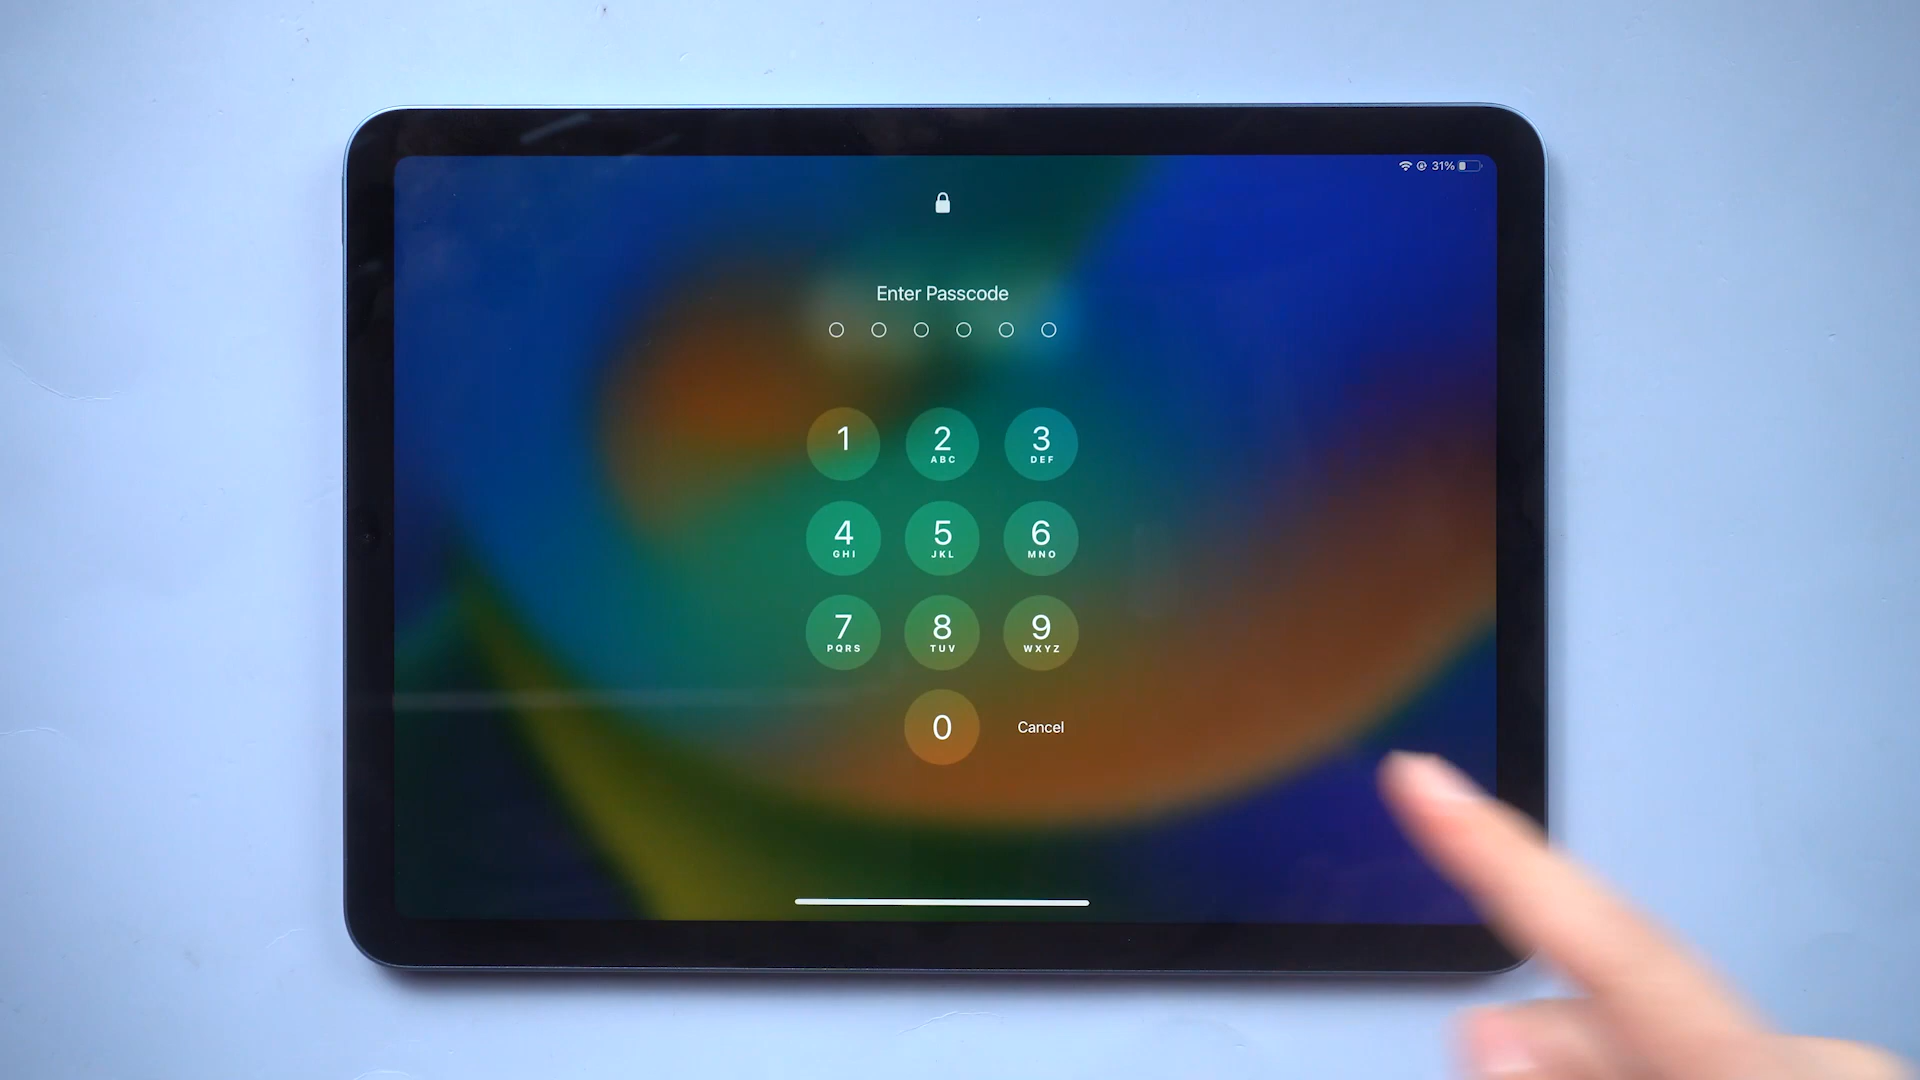 31%
Enter Passcode
1 2 3
ABC DEF
4 5 6
GHI JKL MNO
7 8 9
PQRS TUV WXYZ
0 Cancel